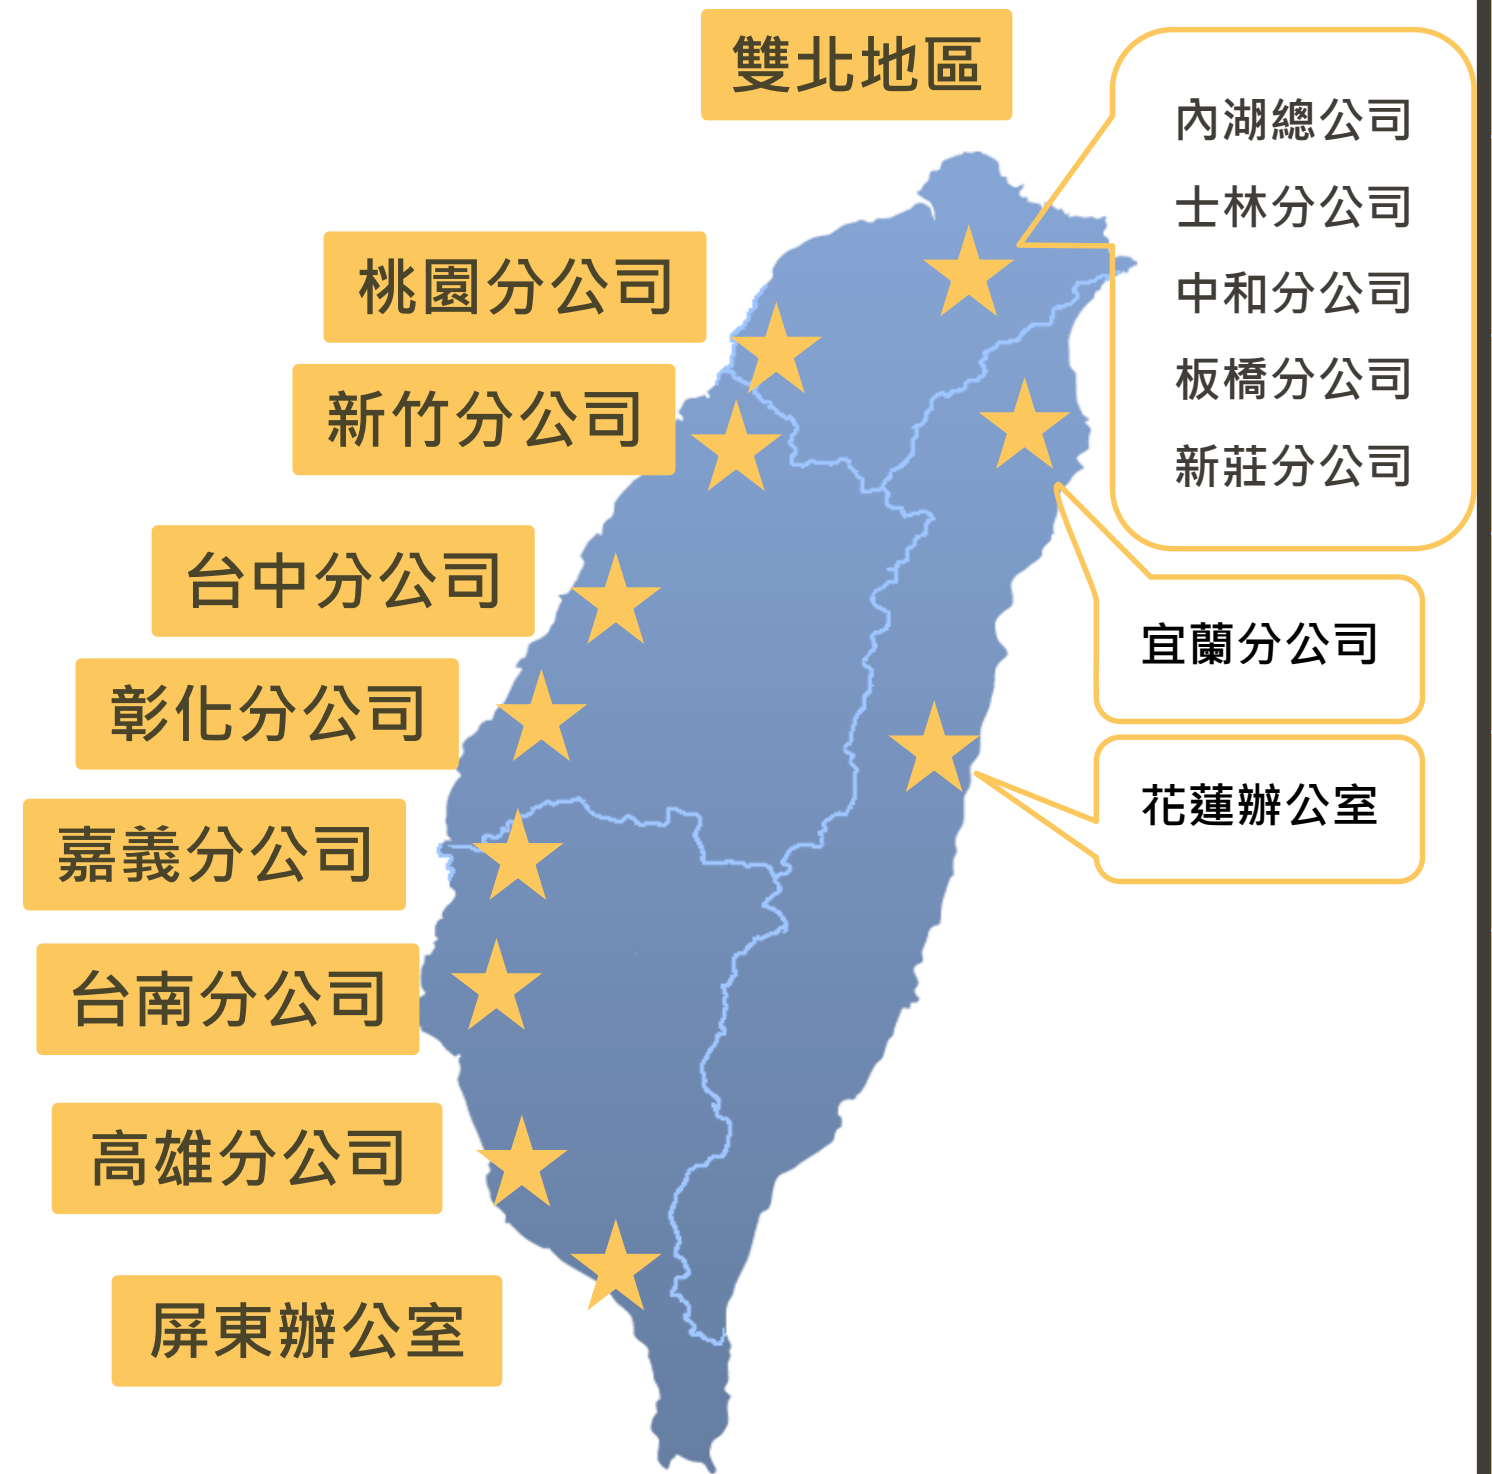 雙北地區
內湖總公司
士林分公司
中和分公司
板橋分公司
新莊分公司
桃園分公司
新竹分公司
台中分公司
宜蘭分公司
彰化分公司
花蓮辦公室
嘉義分公司
台南分公司
高雄分公司
屏東辦公室